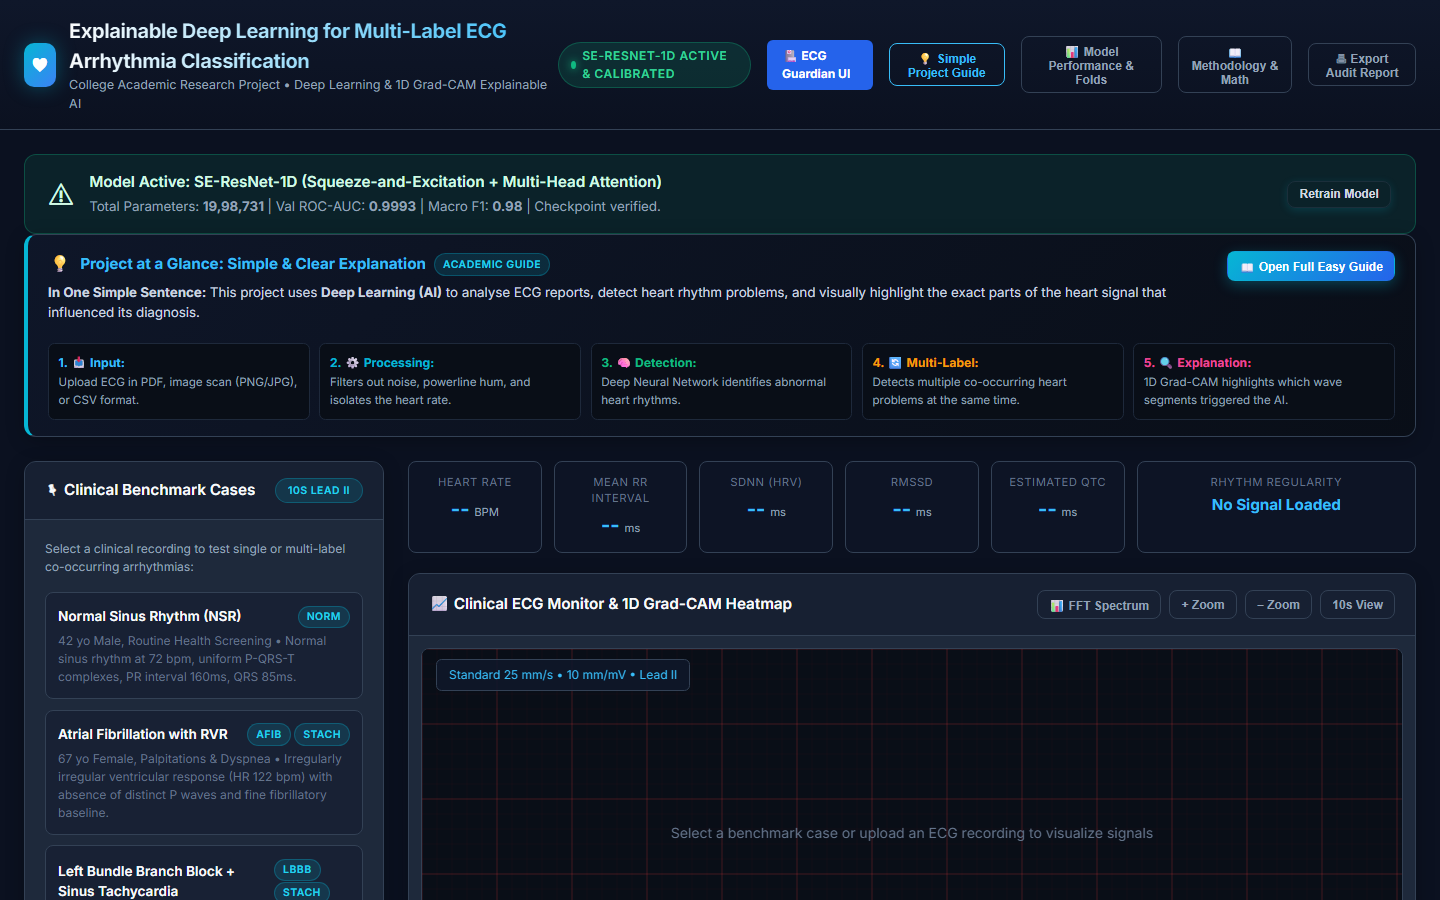 Explainable Deep Learning for Multi-Label ECG
Arrhythmia Classification
College Academic Research Project • Deep Learning & 1D Grad-CAM Explainable
AI
SE-RESNET-1D ACTIVE
& CALIBRATED
ECG
Guardian UI
Simple
Project Guide
Model
Performance &
Folds
Methodology &
Math
Export
Audit Report
Model Active: SE-ResNet-1D (Squeeze-and-Excitation + Multi-Head Attention)
Total Parameters: 19,98,731 | Val ROC-AUC: 0.9993 | Macro F1: 0.98 | Checkpoint verified.
Retrain Model
Project at a Glance: Simple & Clear Explanation
ACADEMIC GUIDE
Open Full Easy Guide
In One Simple Sentence: This project uses Deep Learning (AI) to analyse ECG reports, detect heart rhythm problems, and visually highlight the exact parts of the heart signal that
influenced its diagnosis.
1. Input:
Upload ECG in PDF, image scan (PNG/JPG),
or CSV format.
2. Processing:
Filters out noise, powerline hum, and
isolates the heart rate.
3. Detection:
Deep Neural Network identifies abnormal
heart rhythms.
4. Multi-Label:
Detects multiple co-occurring heart
problems at the same time.
5. Explanation:
1D Grad-CAM highlights which wave
segments triggered the AI.
Clinical Benchmark Cases
10S LEAD II
Select a clinical recording to test single or multi-label
co-occurring arrhythmias:
Normal Sinus Rhythm (NSR)
NORM
42 yo Male, Routine Health Screening • Normal
sinus rhythm at 72 bpm, uniform P-QRS-T
complexes, PR interval 160ms, QRS 85ms.
Atrial Fibrillation with RVR
AFIB
STACH
67 yo Female, Palpitations & Dyspnea • Irregularly
irregular ventricular response (HR 122 bpm) with
absence of distinct P waves and fine fibrillatory
baseline.
Left Bundle Branch Block +
Sinus Tachycardia
LBBB
STACH
HEART RATE
-- BPM
MEAN RR
INTERVAL
-- ms
SDNN (HRV)
-- ms
RMSSD
-- ms
ESTIMATED QTC
-- ms
RHYTHM REGULARITY
No Signal Loaded
Clinical ECG Monitor & 1D Grad-CAM Heatmap
FFT Spectrum
+ Zoom
– Zoom
10s View
Standard 25 mm/s • 10 mm/mV • Lead II
Select a benchmark case or upload an ECG recording to visualize signals